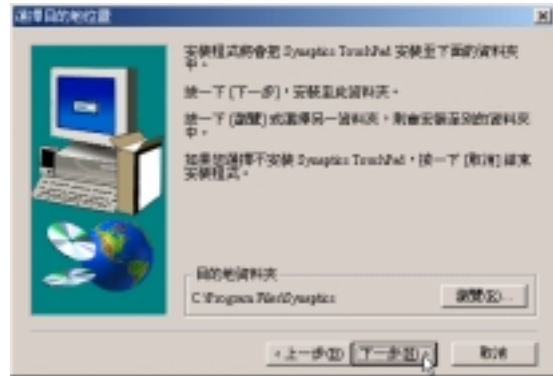 選擇目的地位置
安裝程式將會把 Synaptics TouchPad 安裝至下面的資料夾
中。
按一下 [下一步]，安裝至此資料夾。
按一下 [瀏覽] 或選擇另一資料夾，則會安裝至別的資料夾
中。
如果您選擇不安裝 Synaptics TouchPad，按一下 [取消] 結束
安裝程式。
目的地資料夾
C:\Program Files\Synaptics
瀏覽(R)...
< 上一步(B)
下一步(N) >
取消